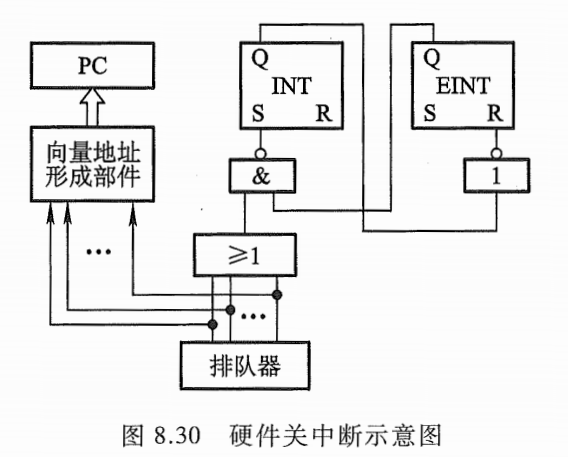 PC
向量地址
形成部件
…
Q
INT
S R
Q
EINT
S R
&
1
≥1
…
排队器
图 8.30 硬件关中断示意图